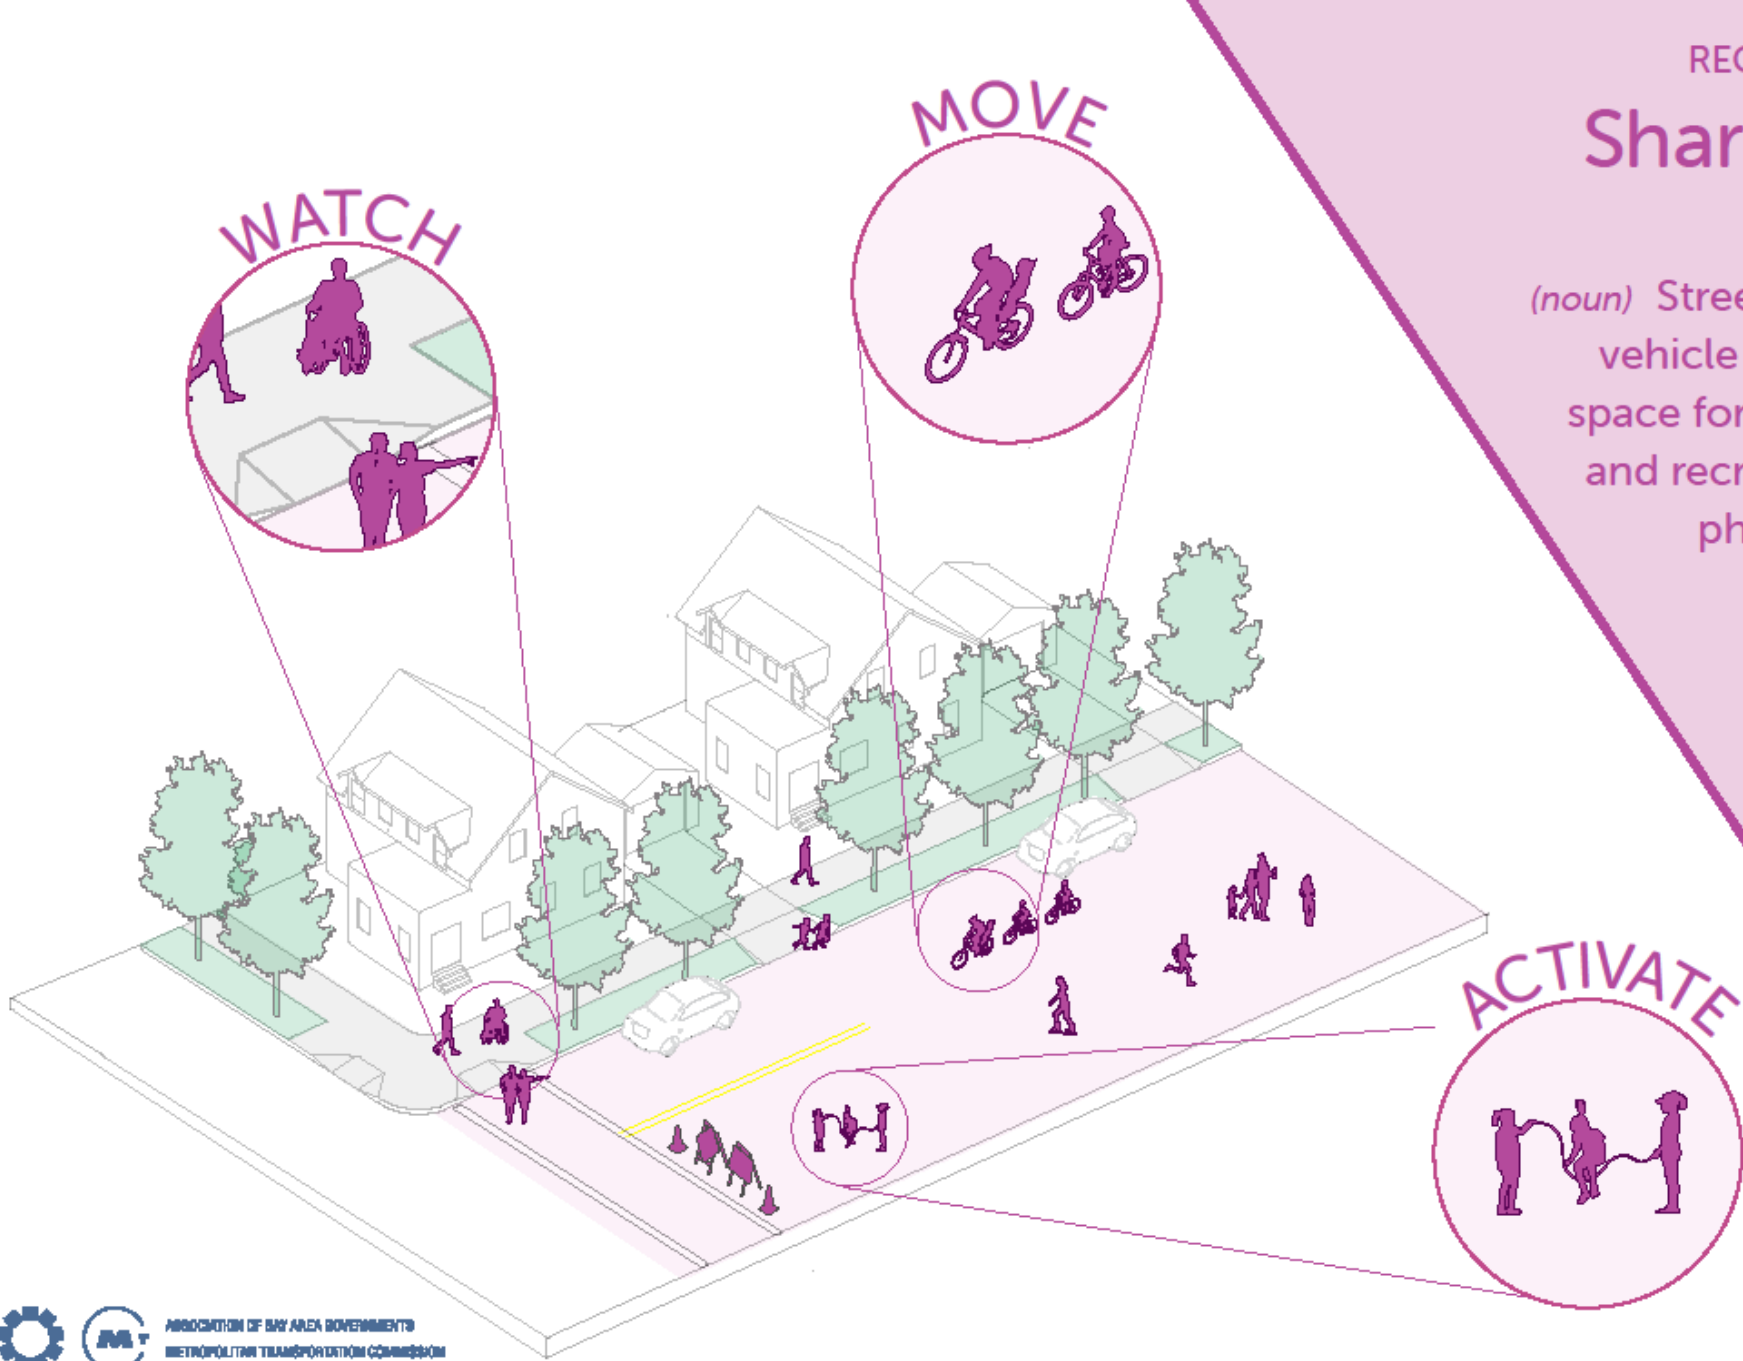 MOVE
WATCH
REC
Shar
(noun) Stree
vehicle
space for
and recr
ph
ACTIVATE
ASSOCIATION OF BAY AREA GOVERNMENTS
METROPOLITAN TRANSPORTATION COMMISSION